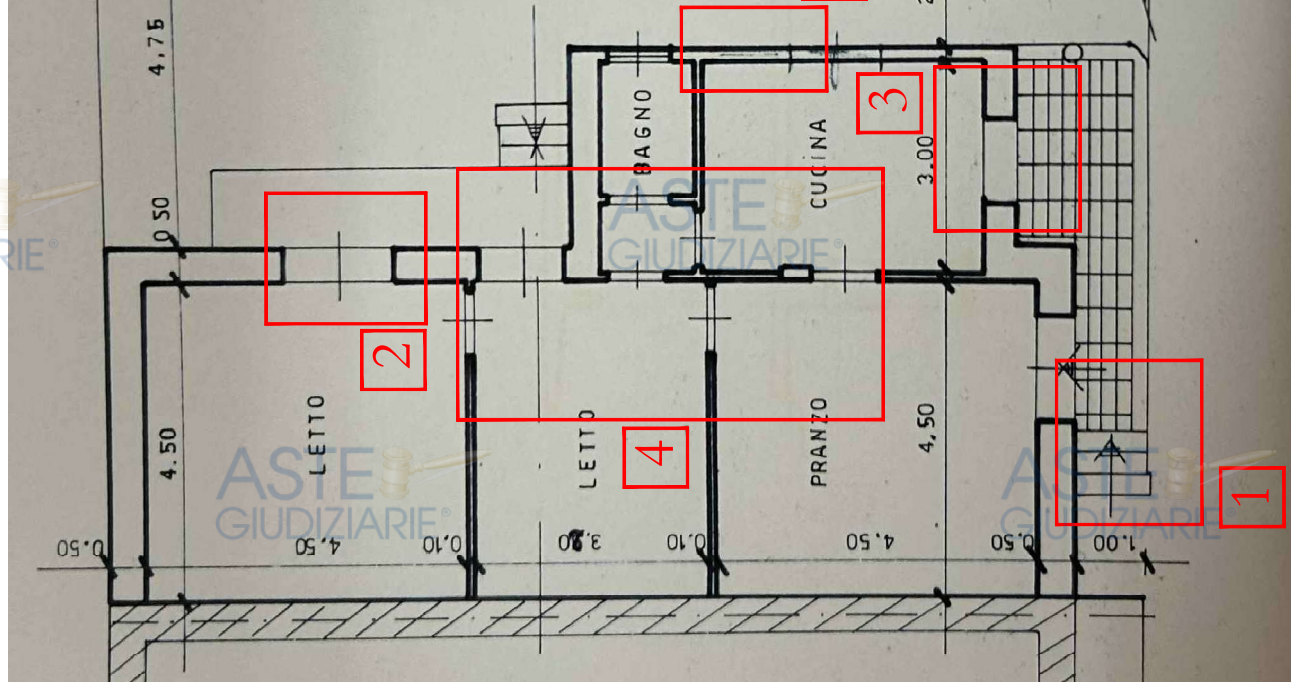 4,75
0.50
BAGNO
CUCINA
3
3.00
ASTE
GIUDIZIARIE®
RIE®
2
LETTO
LETTO
PRANZO
4
4.50
4,50
ASTE
GIUDIZIARIE®
ASTE
GIUDIZIARIE®
1
0.50
4.50
0.10
0.10
4.50
0.50
1.00